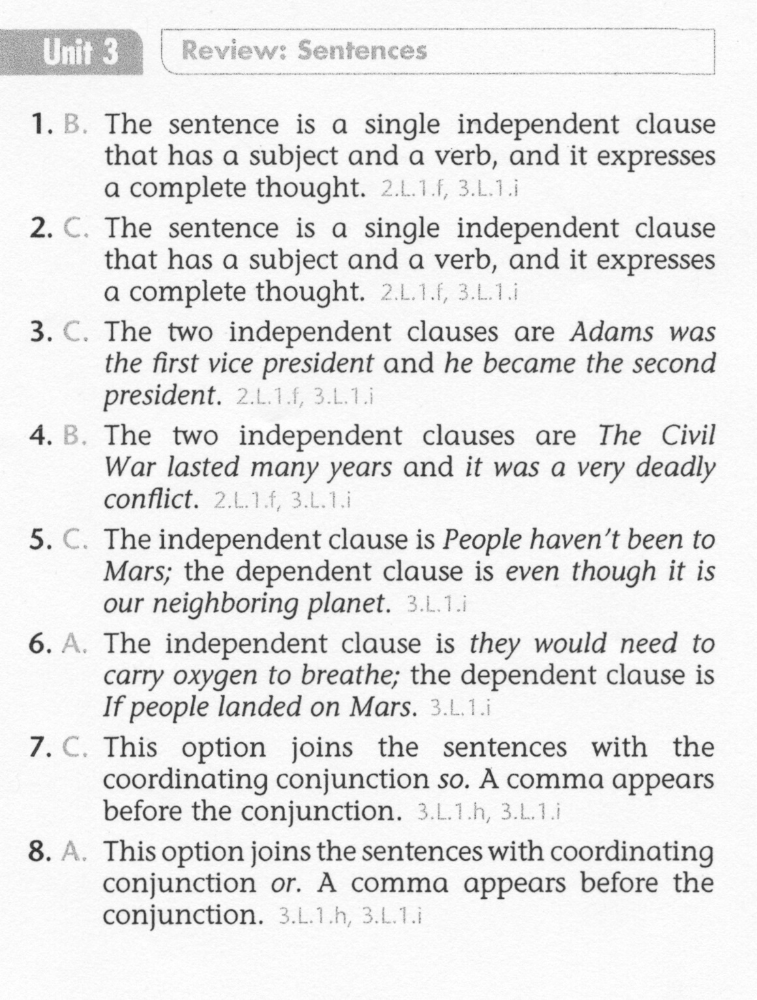 Unit 3 Review: Sentences
1. B. The sentence is a single independent clause
that has a subject and a verb, and it expresses
a complete thought. 2.L.1.f, 3.L.1.i
2. C. The sentence is a single independent clause
that has a subject and a verb, and it expresses
a complete thought. 2.L.1.f, 3.L.1.i
3. C. The two independent clauses are Adams was
the first vice president and he became the second
president. 2.L.1.f, 3.L.1.i
4. B. The two independent clauses are The Civil
War lasted many years and it was a very deadly
conflict. 2.L.1.f, 3.L.1.i
5. C. The independent clause is People haven't been to
Mars; the dependent clause is even though it is
our neighboring planet. 3.L.1.i
6. A. The independent clause is they would need to
carry oxygen to breathe; the dependent clause is
If people landed on Mars. 3.L.1.i
7. C. This option joins the sentences with the
coordinating conjunction so. A comma appears
before the conjunction. 3.L.1.h, 3.L.1.i
8. A. This option joins the sentences with coordinating
conjunction or. A comma appears before the
conjunction. 3.L.1.h, 3.L.1.i